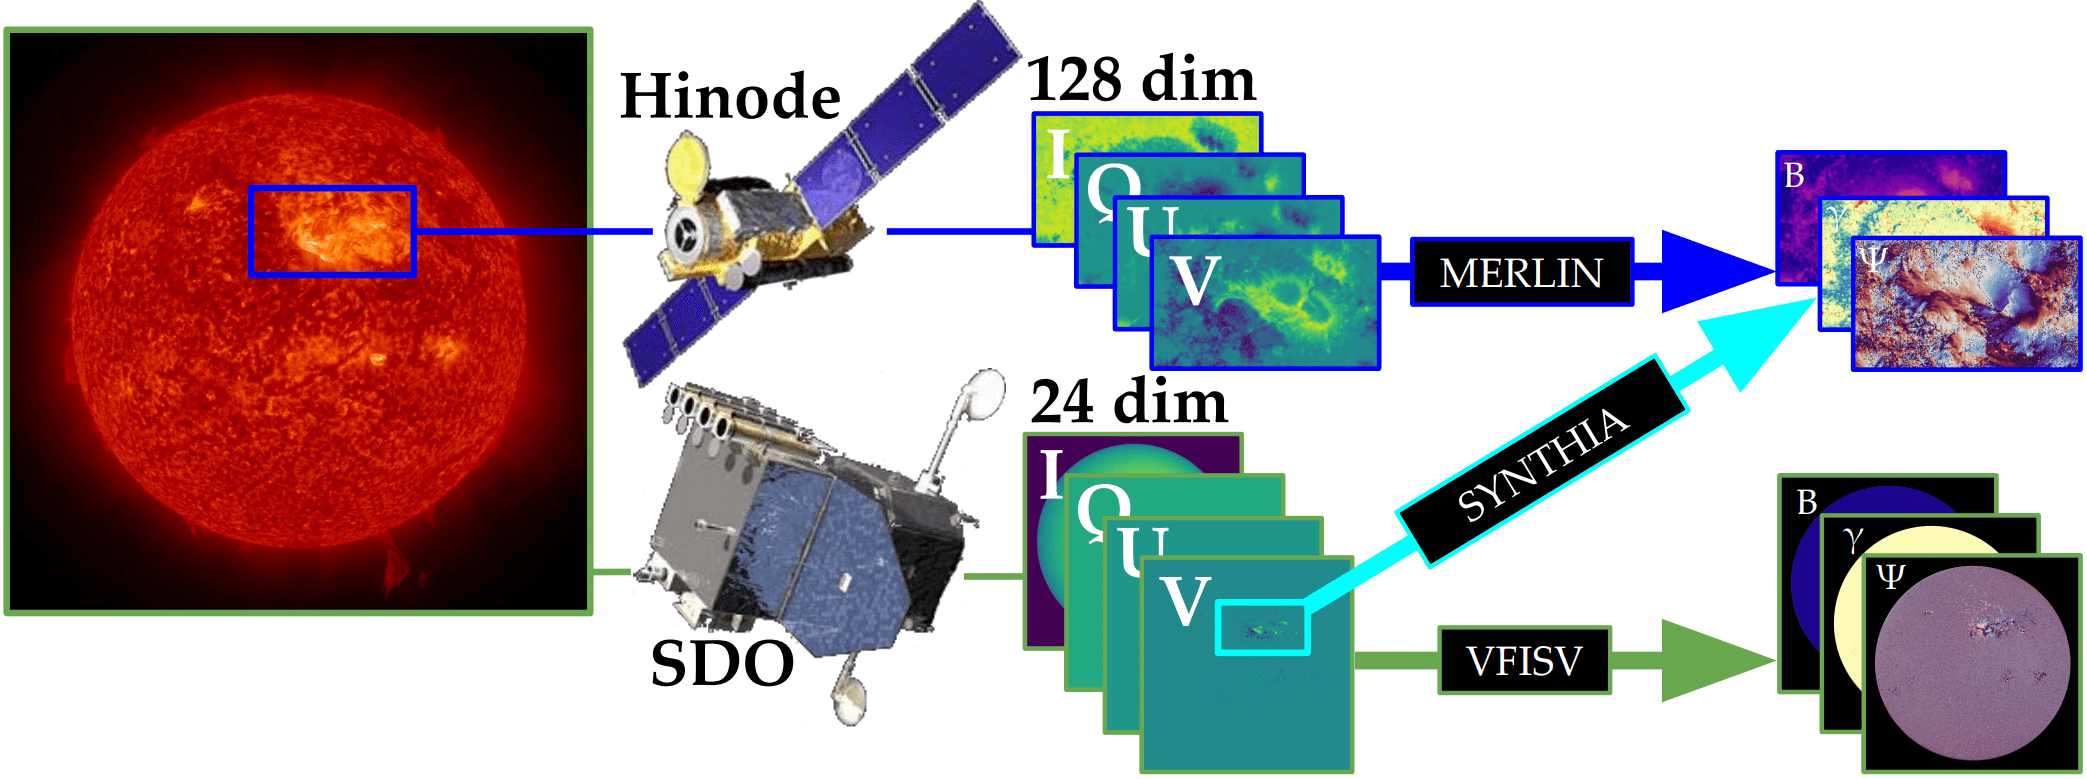 Hinode
128 dim
I
Q
U
V
MERLIN
B
γ
Ψ
SDO
24 dim
I
Q
U
V
SYNTHIA
VFISV
B
γ
Ψ